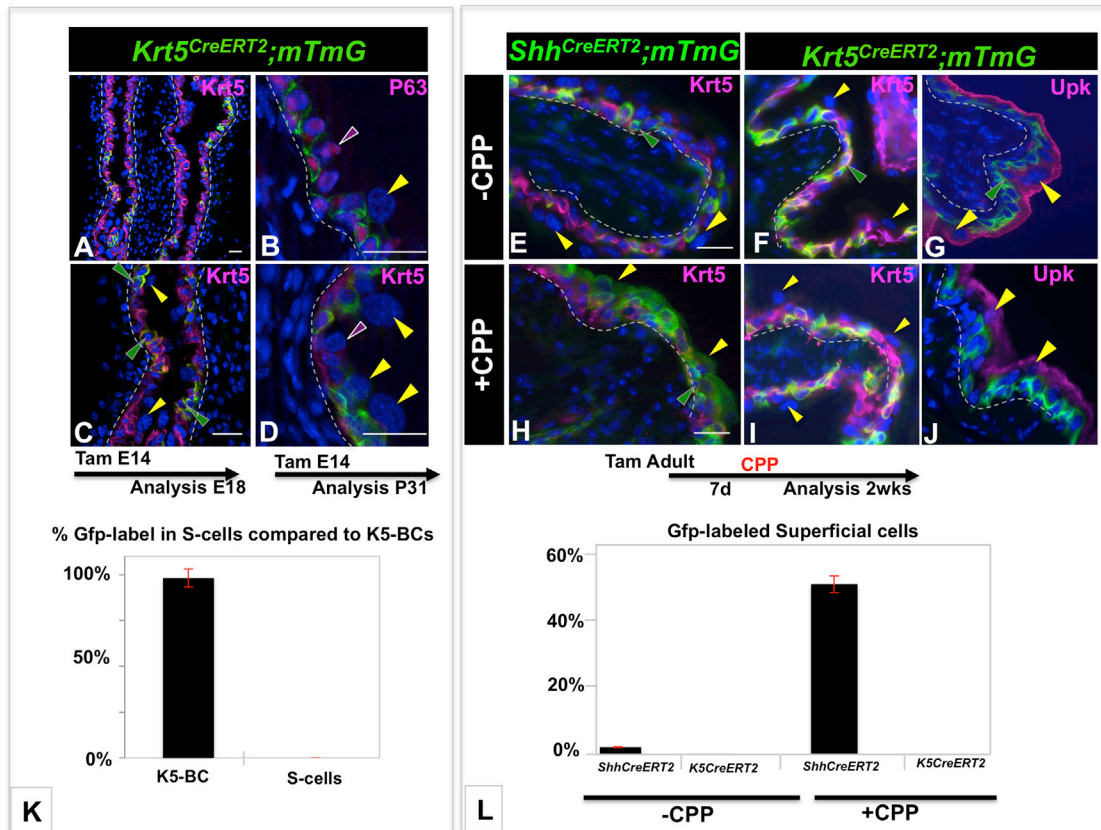 Krt5CreERT2;mTmG
Krt5
P63
A
B
Krt5
Krt5
C
D
Tam E14
Analysis E18
Tam E14
Analysis P31
% Gfp-label in S-cells compared to K5-BCs
100%
50%
0%
K5-BC
S-cells
K
ShhCreERT2;mTmG
Krt5CreERT2;mTmG
-CPP
Krt5
Krt5
Upk
E
F
G
+CPP
Krt5
Krt5
Upk
H
I
J
Tam Adult
CPP
7d
Analysis 2wks
Gfp-labeled Superficial cells
60%
40%
20%
0%
ShhCreERT2
K5CreERT2
ShhCreERT2
K5CreERT2
-CPP
+CPP
L